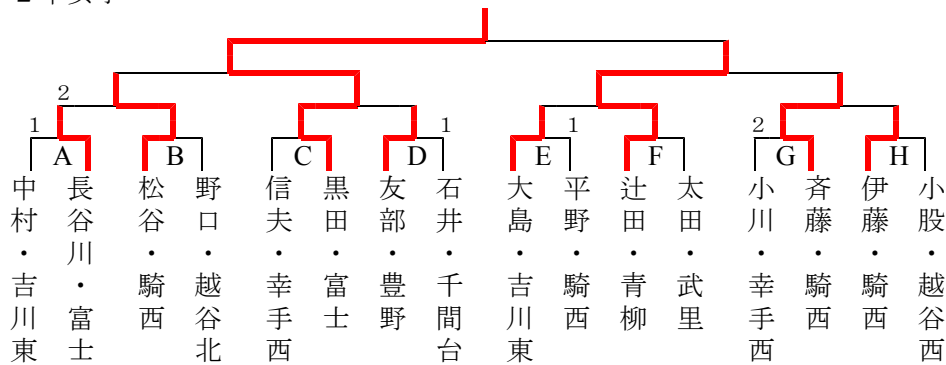 2
1
1
1
2
A
B
C
D
E
F
G
H
中村・吉川東
長谷川・富士
松谷・騎西
野口・越谷北
信夫・幸手西
黒田・富士
友部・豊野
石井・千間台
大島・吉川東
平野・騎西
辻田・青柳
太田・武里
小川・幸手西
斉藤・騎西
伊藤・騎西
小股・越谷西